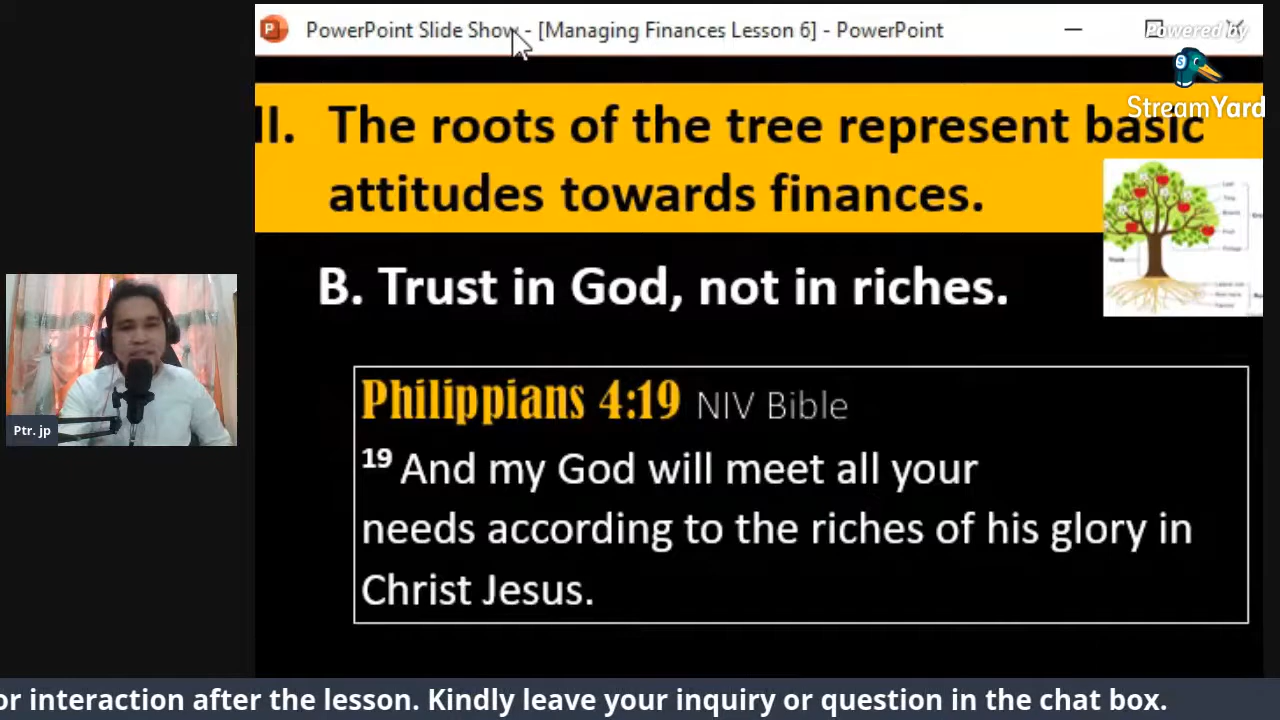 PowerPoint Slide Show - [Managing Finances Lesson 6] - PowerPoint
Powered by
StreamYard
II. The roots of the tree represent basic
attitudes towards finances.
B. Trust in God, not in riches.
Philippians 4:19 NIV Bible
19 And my God will meet all your
needs according to the riches of his glory in
Christ Jesus.
Ptr. jp
or interaction after the lesson. Kindly leave your inquiry or question in the chat box.